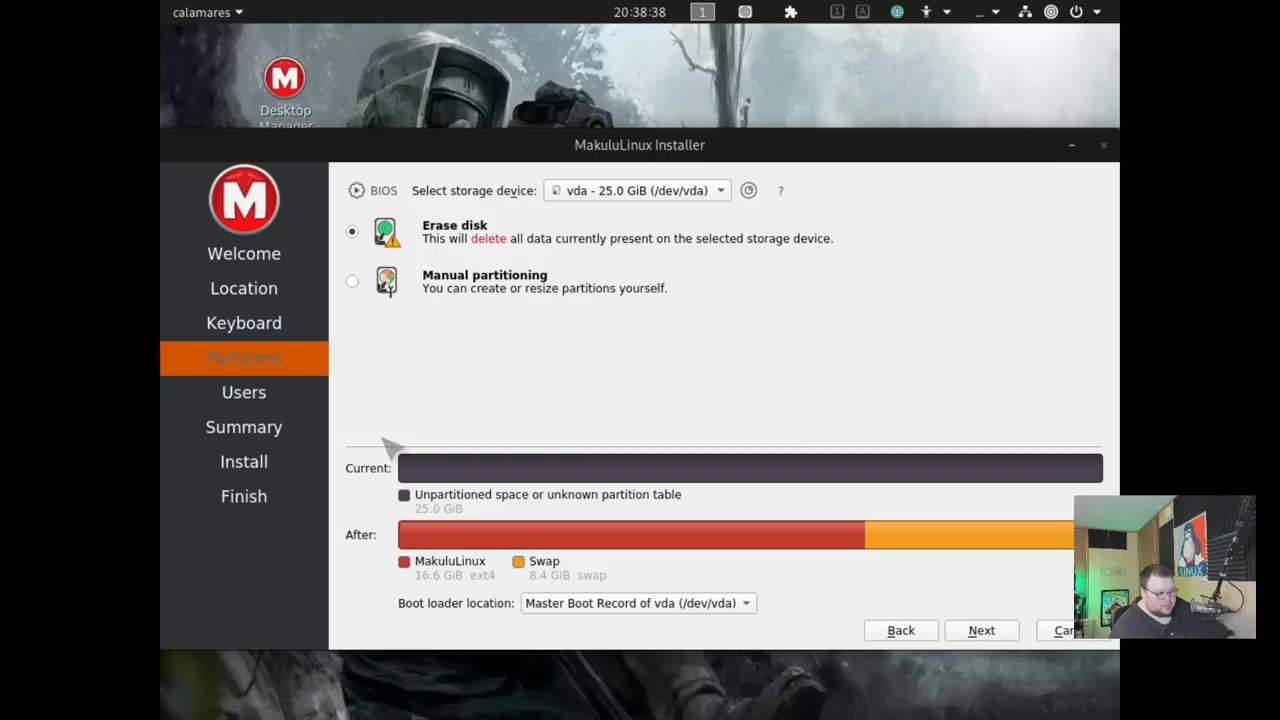 calamares
20:38:38
1
1
A
1
...
M
Desktop
Manager
MakuluLinux Installer
M
Welcome
Location
Keyboard
Partitions
Users
Summary
Install
Finish
BIOS
Select storage device:
vda - 25.0 GiB (/dev/vda)
?
Erase disk
This will delete all data currently present on the selected storage device.
Manual partitioning
You can create or resize partitions yourself.
Current:
Unpartitioned space or unknown partition table
25.0 GiB
After:
MakuluLinux
16.6 GiB ext4
Swap
8.4 GiB swap
Boot loader location:
Master Boot Record of vda (/dev/vda)
Back
Next
LINUX